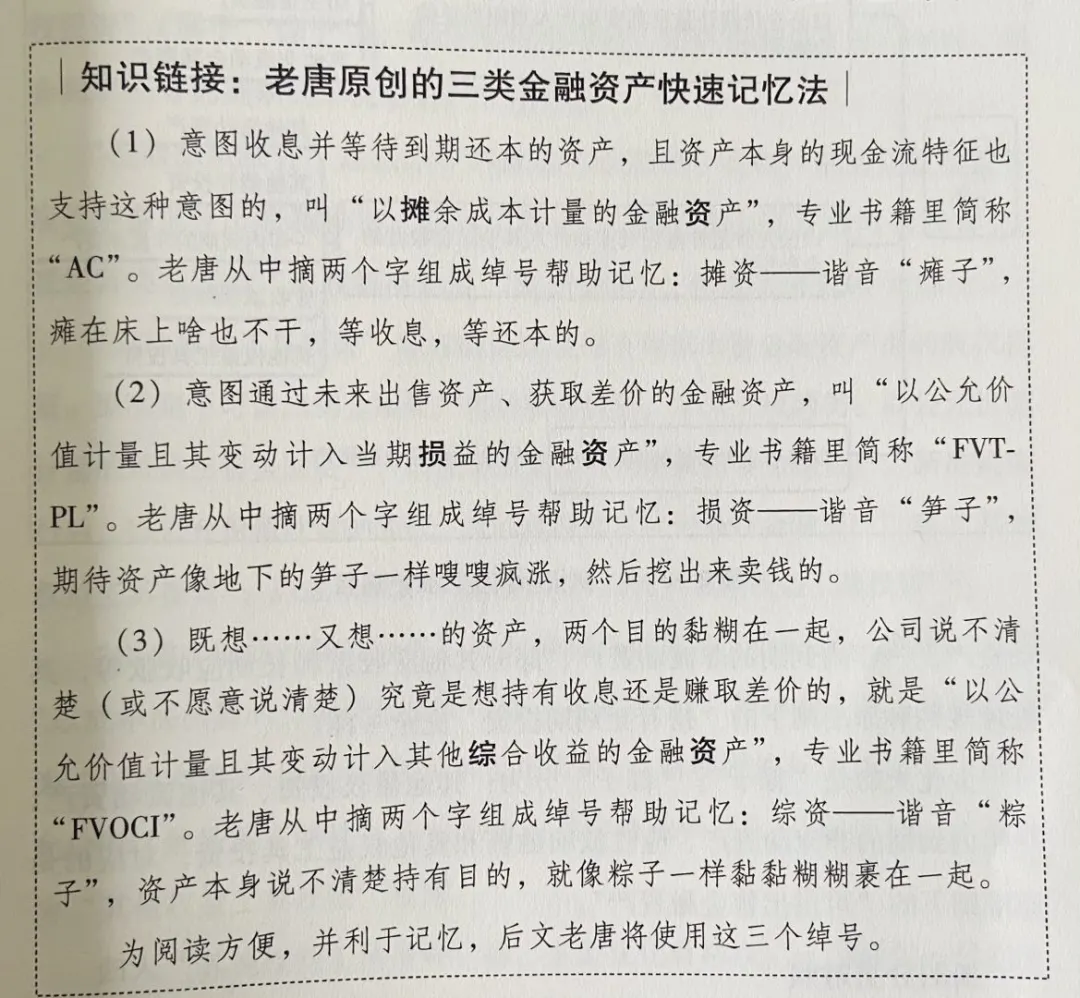 知识链接：老唐原创的三类金融资产快速记忆法
（1）意图收息并等待到期还本的资产，且资产本身的现金流特征也
支持这种意图的，叫“以摊余成本计量的金融资产”，专业书籍里简称
“AC”。老唐从中摘两个字组成绰号帮助记忆：摊资——谐音“瘫子”，
瘫在床上啥也不干，等收息，等还本的。
（2）意图通过未来出售资产、获取差价的金融资产，叫“以公允价
值计量且其变动计入当期损益的金融资产”，专业书籍里简称“FVT-
PL”。老唐从中摘两个字组成绰号帮助记忆：损资——谐音“笋子”，
期待资产像地下的笋子一样嗖嗖疯涨，然后挖出来卖钱的。
（3）既想……又想……的资产，两个目的黏糊在一起，公司说不清
楚（或不愿意说清楚）究竟是想持有收息还是赚取差价的，就是“以公
允价值计量且其变动计入其他综合收益的金融资产”，专业书籍里简称
“FVOCI”。老唐从中摘两个字组成绰号帮助记忆：综资——谐音“粽
子”，资产本身说不清楚持有目的，就像粽子一样黏黏糊糊裹在一起。
为阅读方便，并利于记忆，后文老唐将使用这三个绰号。